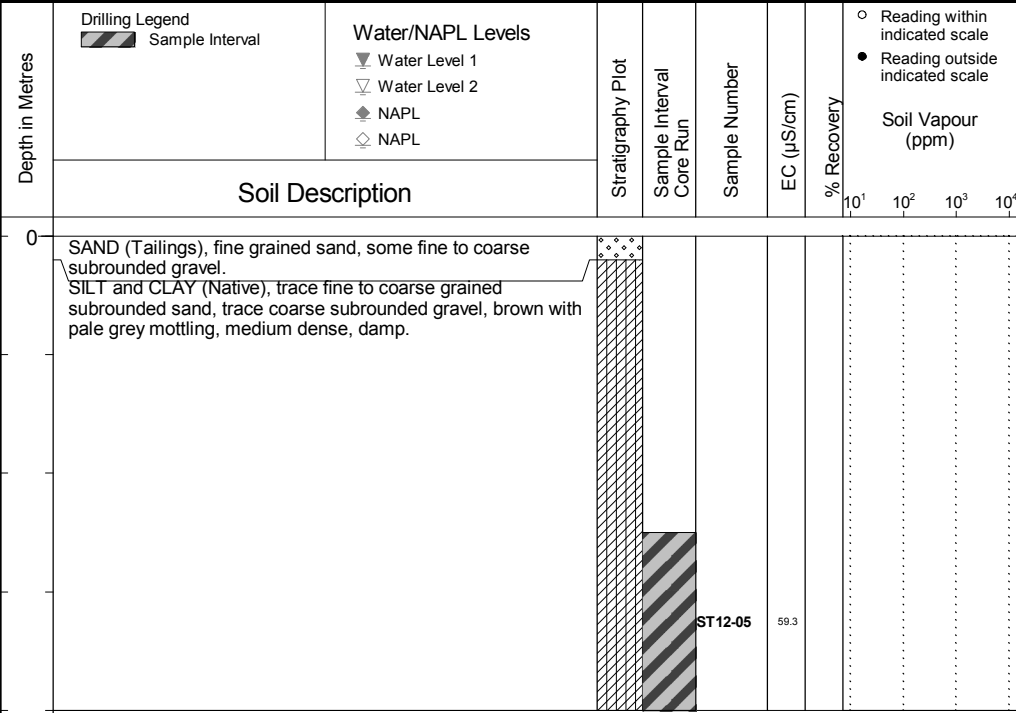 Depth in Metres
Drilling Legend
Sample Interval
Water/NAPL Levels
Water Level 1
Water Level 2
NAPL
NAPL
Soil Description
Stratigraphy Plot
Sample Interval
Core Run
Sample Number
EC (µS/cm)
% Recovery
Reading within
indicated scale
Reading outside
indicated scale
Soil Vapour
(ppm)
10¹ 10² 10³ 10⁴
0
SAND (Tailings), fine grained sand, some fine to coarse
subrounded gravel.
SILT and CLAY (Native), trace fine to coarse grained
subrounded sand, trace coarse subrounded gravel, brown with
pale grey mottling, medium dense, damp.
ST12-05
59.3